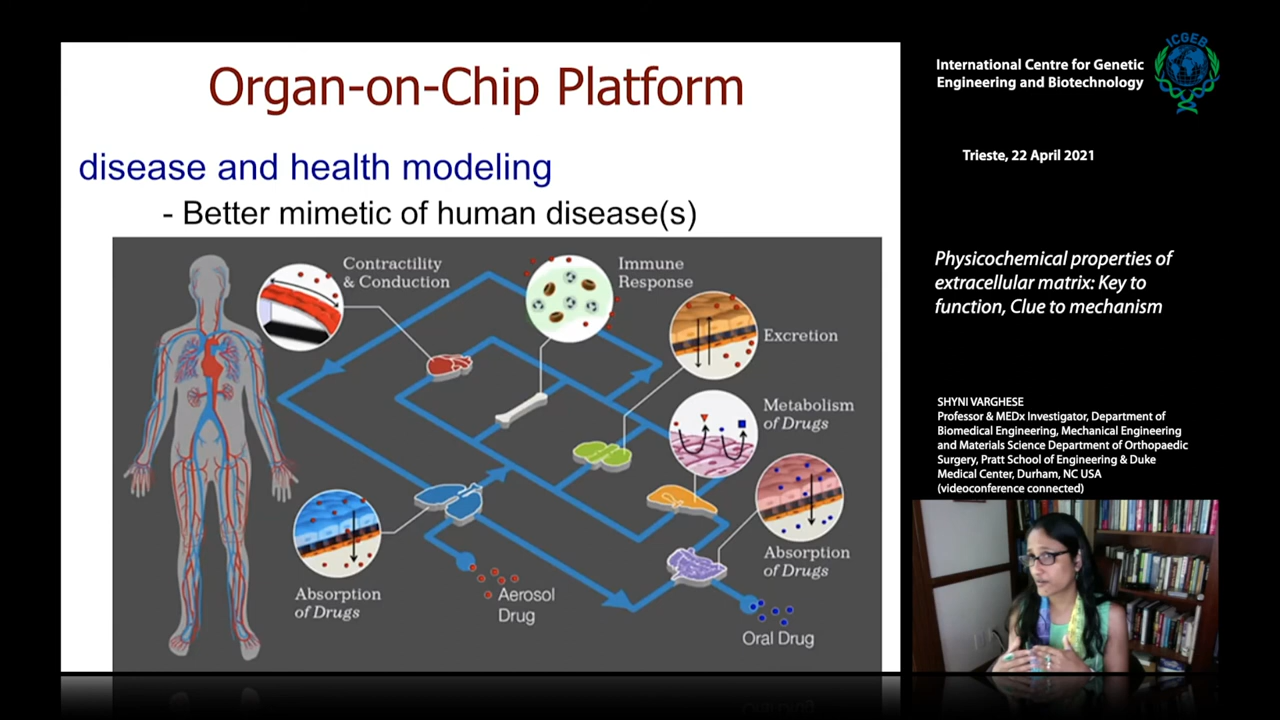 Organ-on-Chip Platform
disease and health modeling
- Better mimetic of human disease(s)
Contractility
& Conduction
Immune
Response
Excretion
Metabolism
of Drugs
Absorption
of Drugs
Absorption
of Drugs
Aerosol
Drug
Oral Drug
International Centre for Genetic
Engineering and Biotechnology
ICGEB
Trieste, 22 April 2021
Physicochemical properties of
extracellular matrix: Key to
function, Clue to mechanism
SHYNI VARGHESE
Professor & MEDx Investigator, Department of
Biomedical Engineering, Mechanical Engineering
and Materials Science Department of Orthopaedic
Surgery, Pratt School of Engineering & Duke
Medical Center, Durham, NC USA
(videoconference connected)